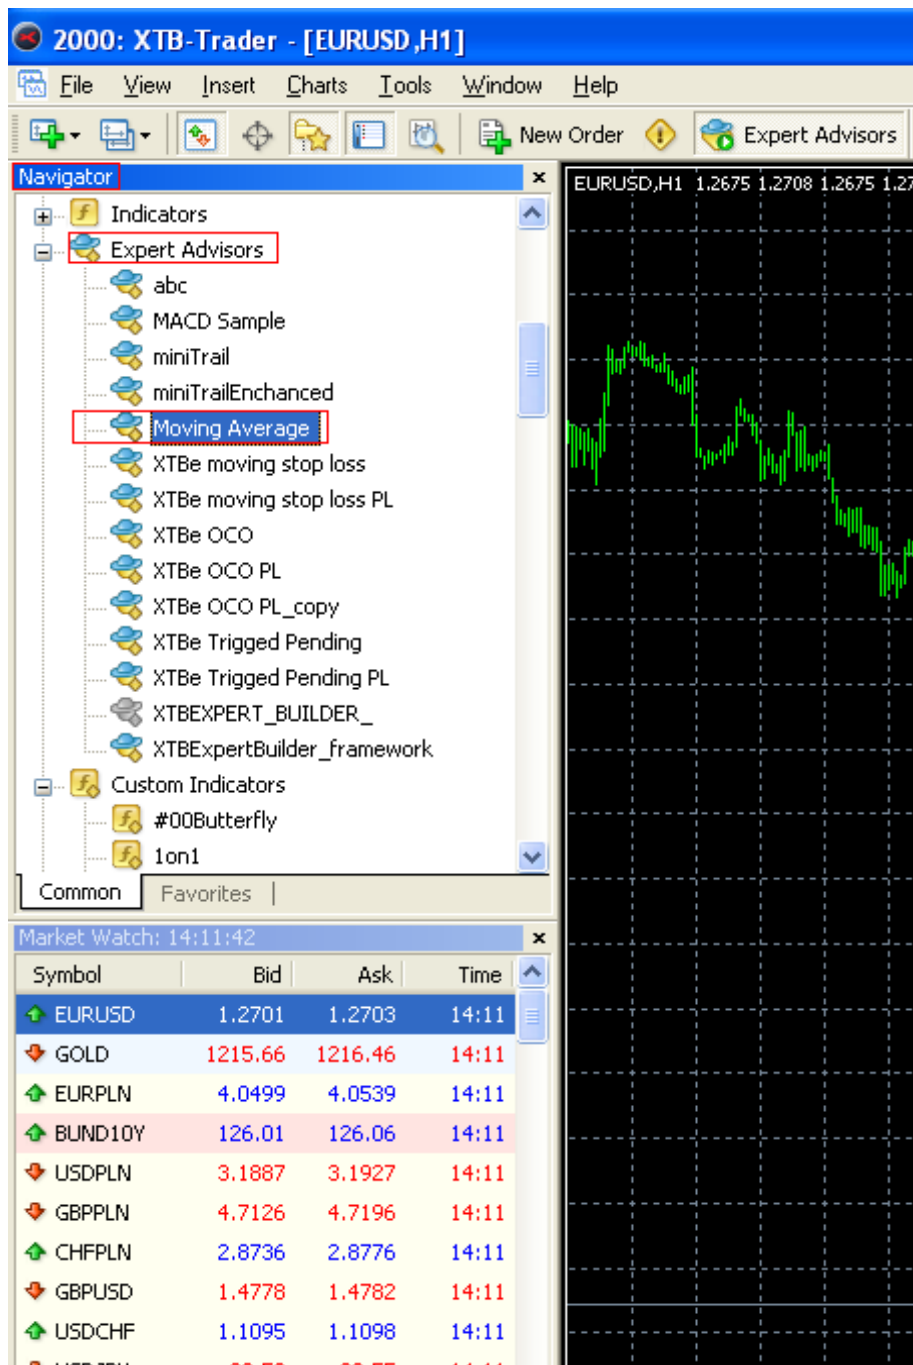 2000: XTB-Trader - [EURUSD,H1]
File View Insert Charts Tools Window Help
New Order Expert Advisors
Navigator
EURUSD,H1 1.2675 1.2708 1.2675 1.27
Indicators
Expert Advisors
abc
MACD Sample
miniTrail
miniTrailEnchanced
Moving Average
XTBe moving stop loss
XTBe moving stop loss PL
XTBe OCO
XTBe OCO PL
XTBe OCO PL_copy
XTBe Trigged Pending
XTBe Trigged Pending PL
XTBEXPERT_BUILDER_
XTBExpertBuilder_framework
Custom Indicators
#00Butterfly
1on1
Common Favorites
Market Watch: 14:11:42
Symbol Bid Ask Time
EURUSD 1.2701 1.2703 14:11
GOLD 1215.66 1216.46 14:11
EURPLN 4.0499 4.0539 14:11
BUND10Y 126.01 126.06 14:11
USDPLN 3.1887 3.1927 14:11
GBPPLN 4.7126 4.7196 14:11
CHFPLN 2.8736 2.8776 14:11
GBPUSD 1.4778 1.4782 14:11
USDCHF 1.1095 1.1098 14:11